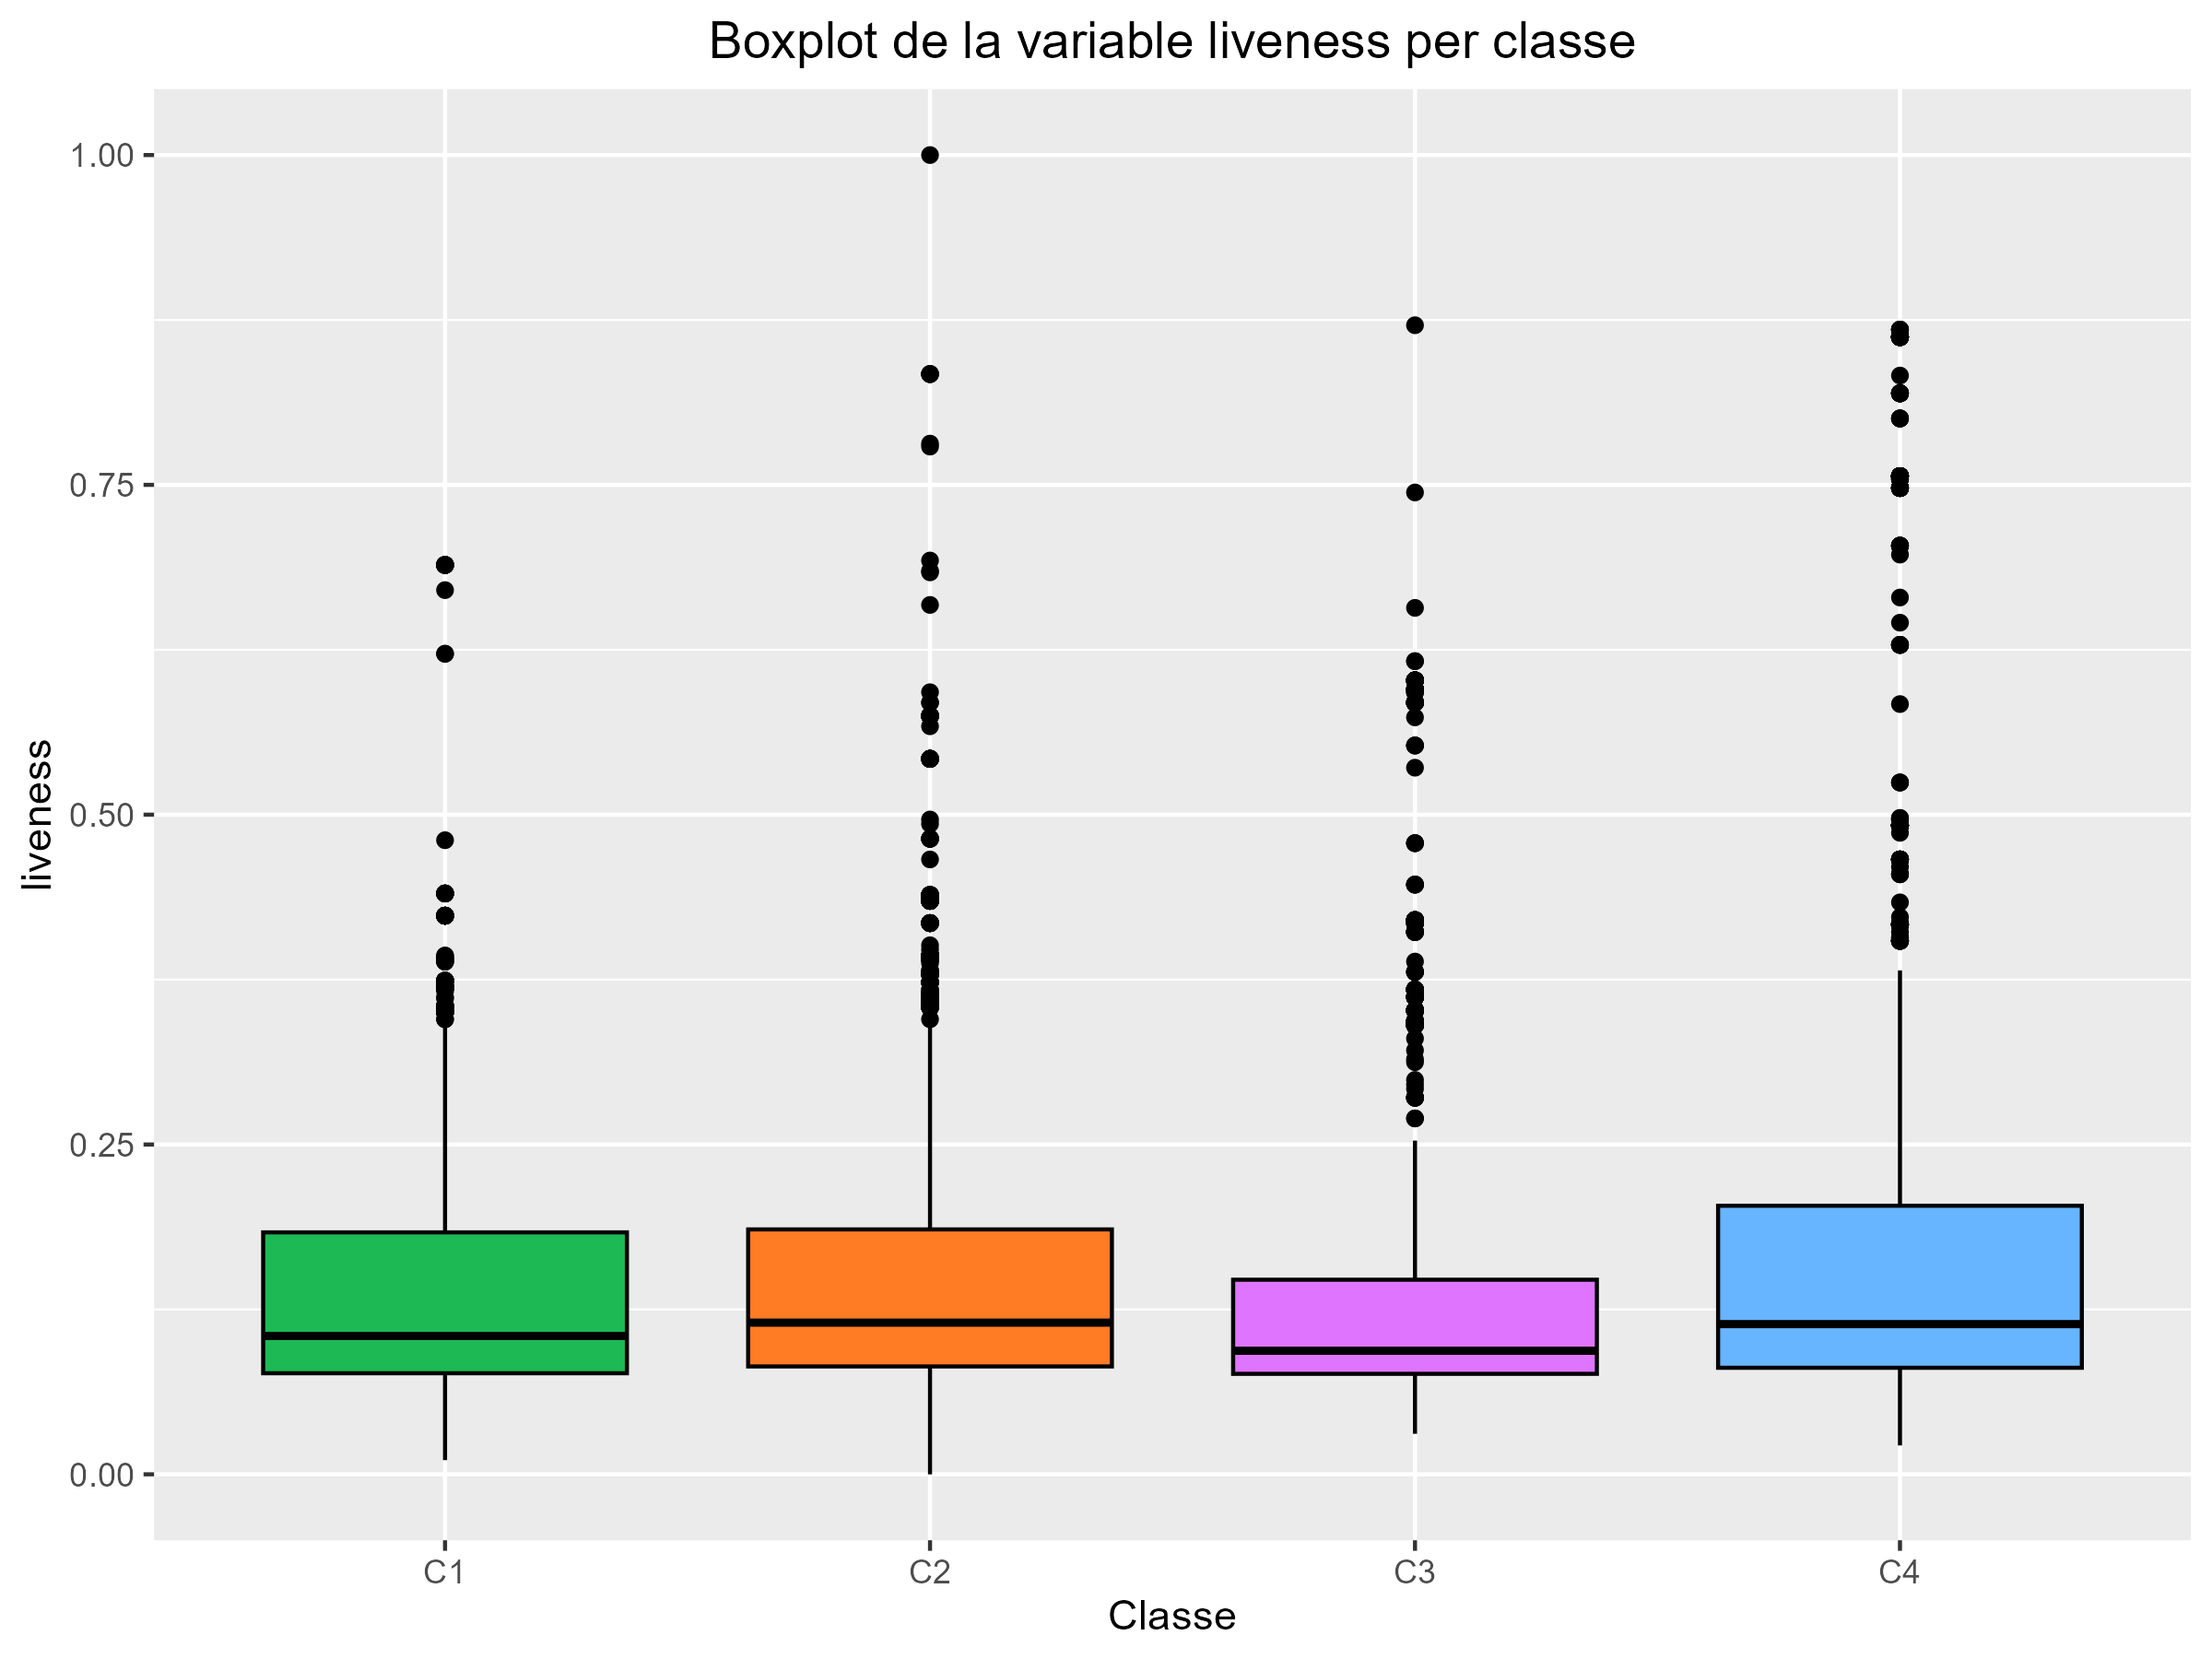 Boxplot de la variable liveness per classe
liveness
1.00
0.75
0.50
0.25
0.00
C1 C2 C3 C4
Classe